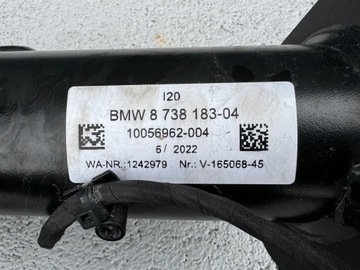 I20
BMW 8 738 183-04
10056962-004
6/ 2022
WA-NR.:1242979 Nr.: V-165068-45